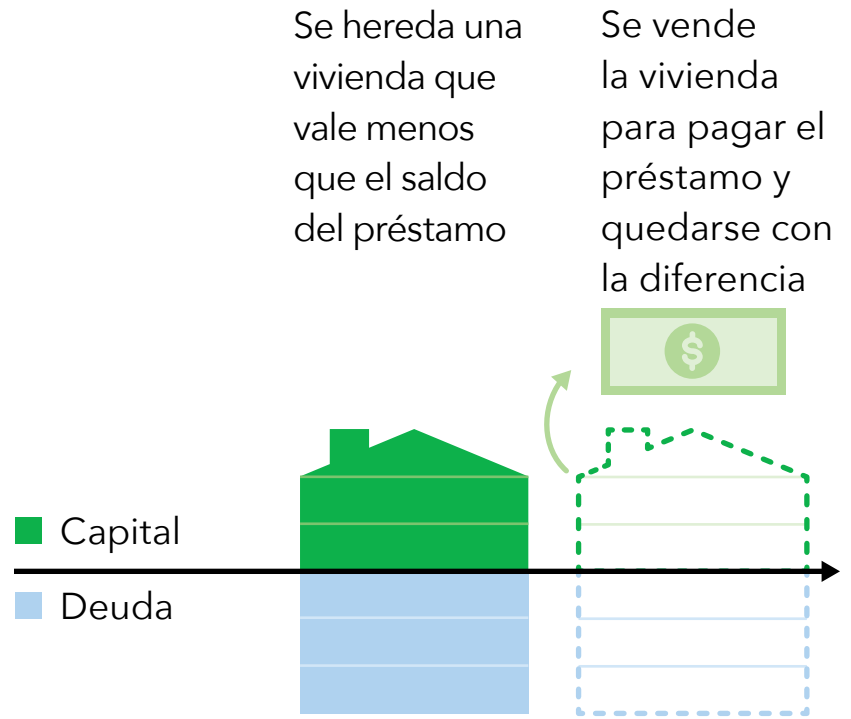 Se hereda una
vivienda que
vale menos
que el saldo
del préstamo
Se vende
la vivienda
para pagar el
préstamo y
quedarse con
la diferencia
$
Capital
Deuda